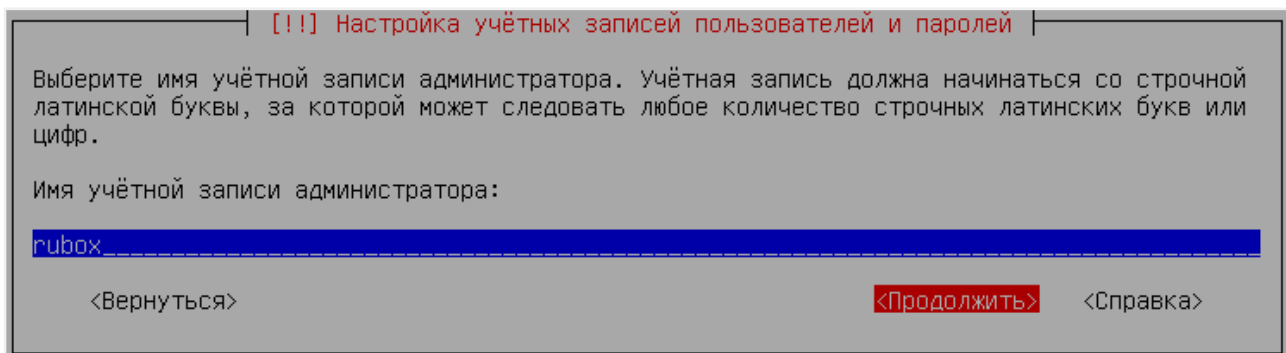 [!!] Настройка учётных записей пользователей и паролей
Выберите имя учётной записи администратора. Учётная запись должна начинаться со строчной
латинской буквы, за которой может следовать любое количество строчных латинских букв или
цифр.
Имя учётной записи администратора:
rubox
<Вернуться> <Продолжить> <Справка>